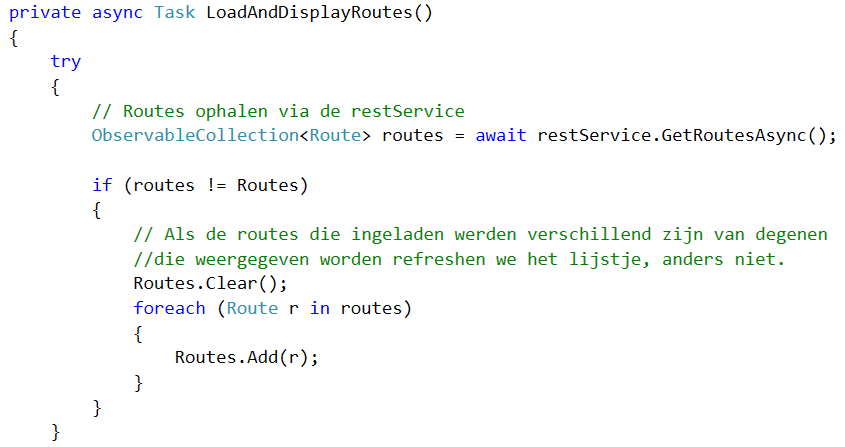 private async Task LoadAndDisplayRoutes()
{
    try
    {
        // Routes ophalen via de restService
        ObservableCollection<Route> routes = await restService.GetRoutesAsync();

        if (routes != Routes)
        {
            // Als de routes die ingeladen werden verschillend zijn van degenen
            //die weergegeven worden refreshen we het lijstje, anders niet.
            Routes.Clear();
            foreach (Route r in routes)
            {
                Routes.Add(r);
            }
        }
    }